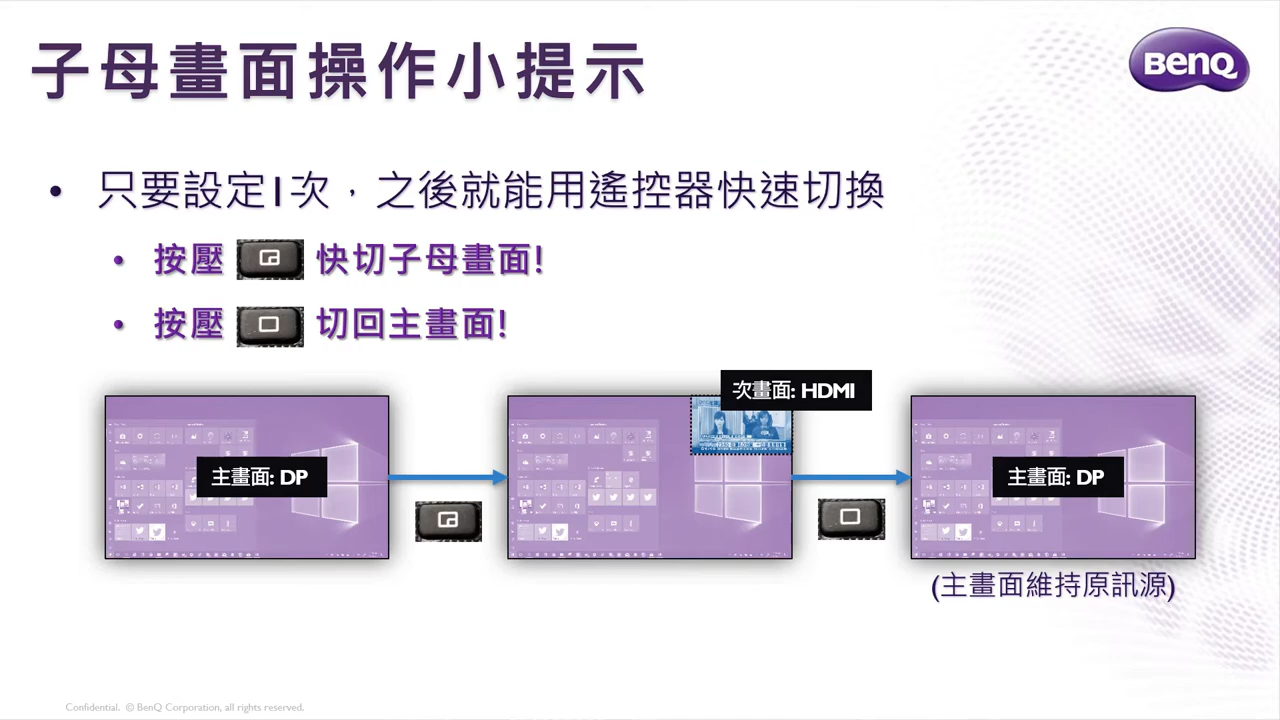 子母畫面操作小提示
BenQ
只要設定1次，之後就能用遙控器快速切換
按壓 快切子母畫面!
按壓 切回主畫面!
次畫面: HDMI
主畫面: DP
主畫面: DP
(主畫面維持原訊源)
Confidential. © BenQ Corporation, all rights reserved.